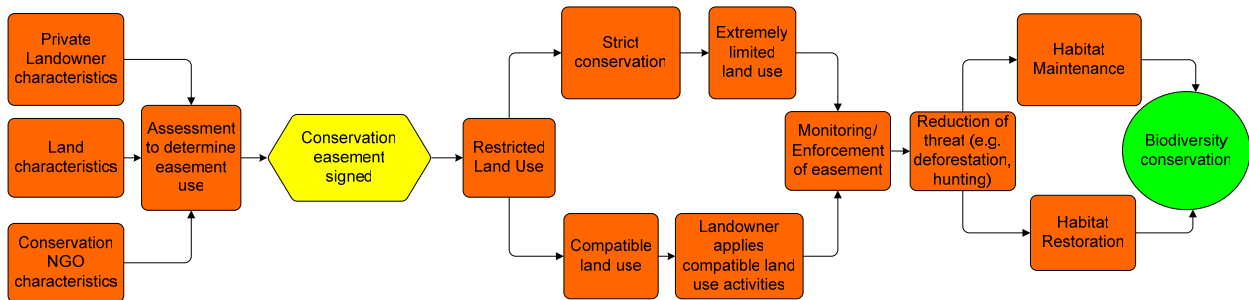 Private
Landowner
characteristics
Land
characteristics
Conservation
NGO
characteristics
Assessment
to determine
easement
use
Conservation
easement
signed
Restricted
Land Use
Strict
conservation
Extremely
limited
land use
Compatible
land use
Landowner
applies
compatible land
use activities
Monitoring/
Enforcement
of easement
Reduction of
threat (e.g.
deforestation,
hunting)
Habitat
Maintenance
Habitat
Restoration
Biodiversity
conservation